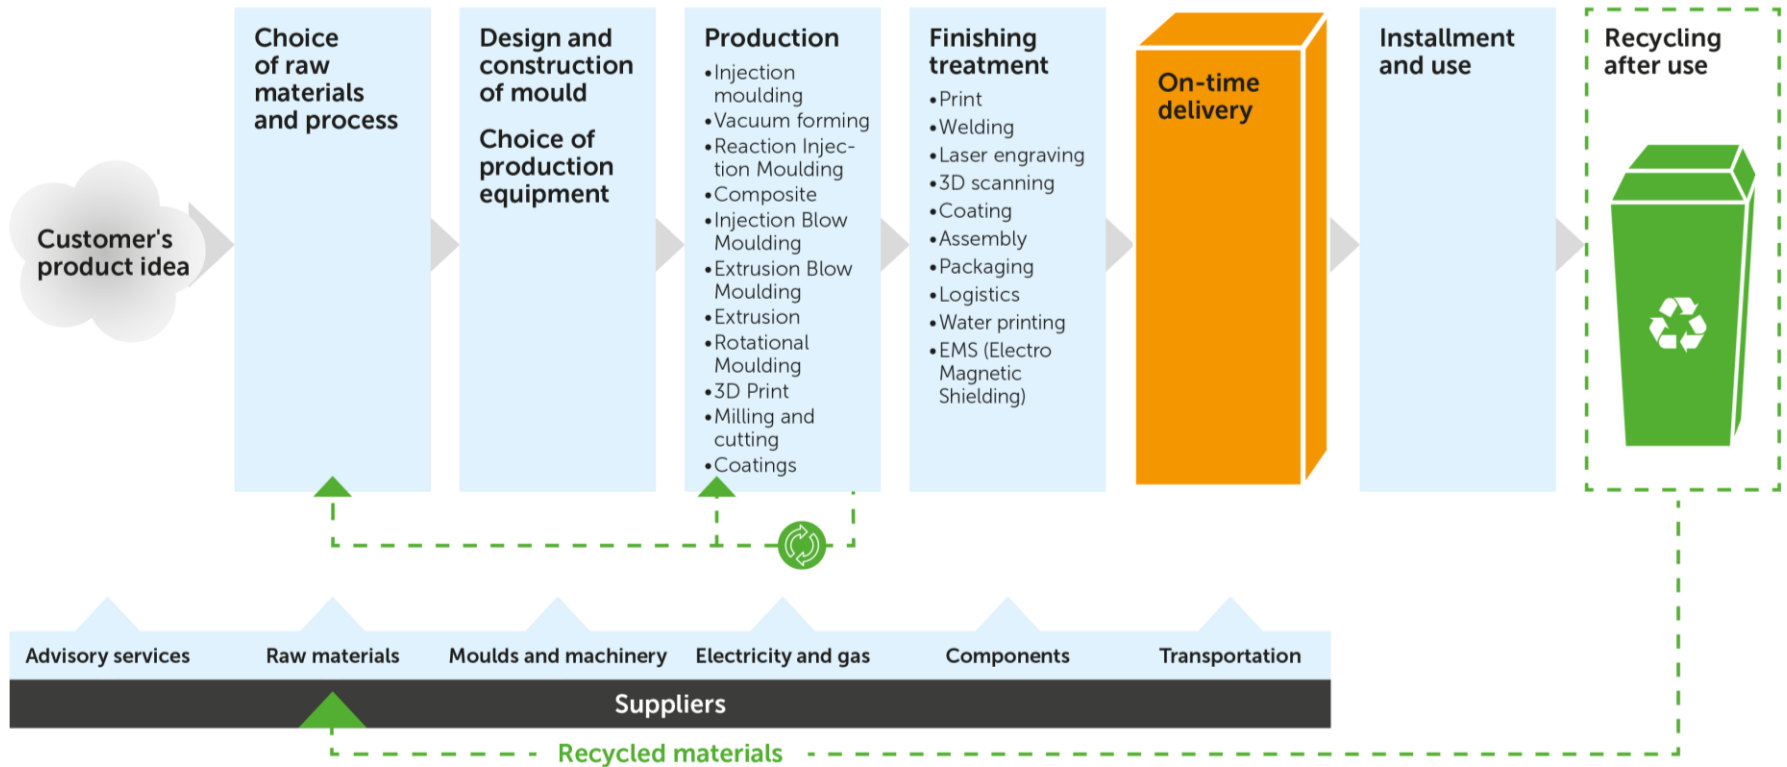 Customer's
product idea
Choice
of raw
materials
and process
Design and
construction
of mould
Choice of
production
equipment
Production
•Injection
moulding
•Vacuum forming
•Reaction Injec-
tion Moulding
•Composite
•Injection Blow
Moulding
•Extrusion Blow
Moulding
•Extrusion
•Rotational
Moulding
•3D Print
•Milling and
cutting
•Coatings
Finishing
treatment
•Print
•Welding
•Laser engraving
•3D scanning
•Coating
•Assembly
•Packaging
•Logistics
•Water printing
•EMS (Electro
Magnetic
Shielding)
On-time
delivery
Installment
and use
Recycling
after use
Advisory services
Raw materials
Moulds and machinery
Electricity and gas
Components
Transportation
Suppliers
Recycled materials